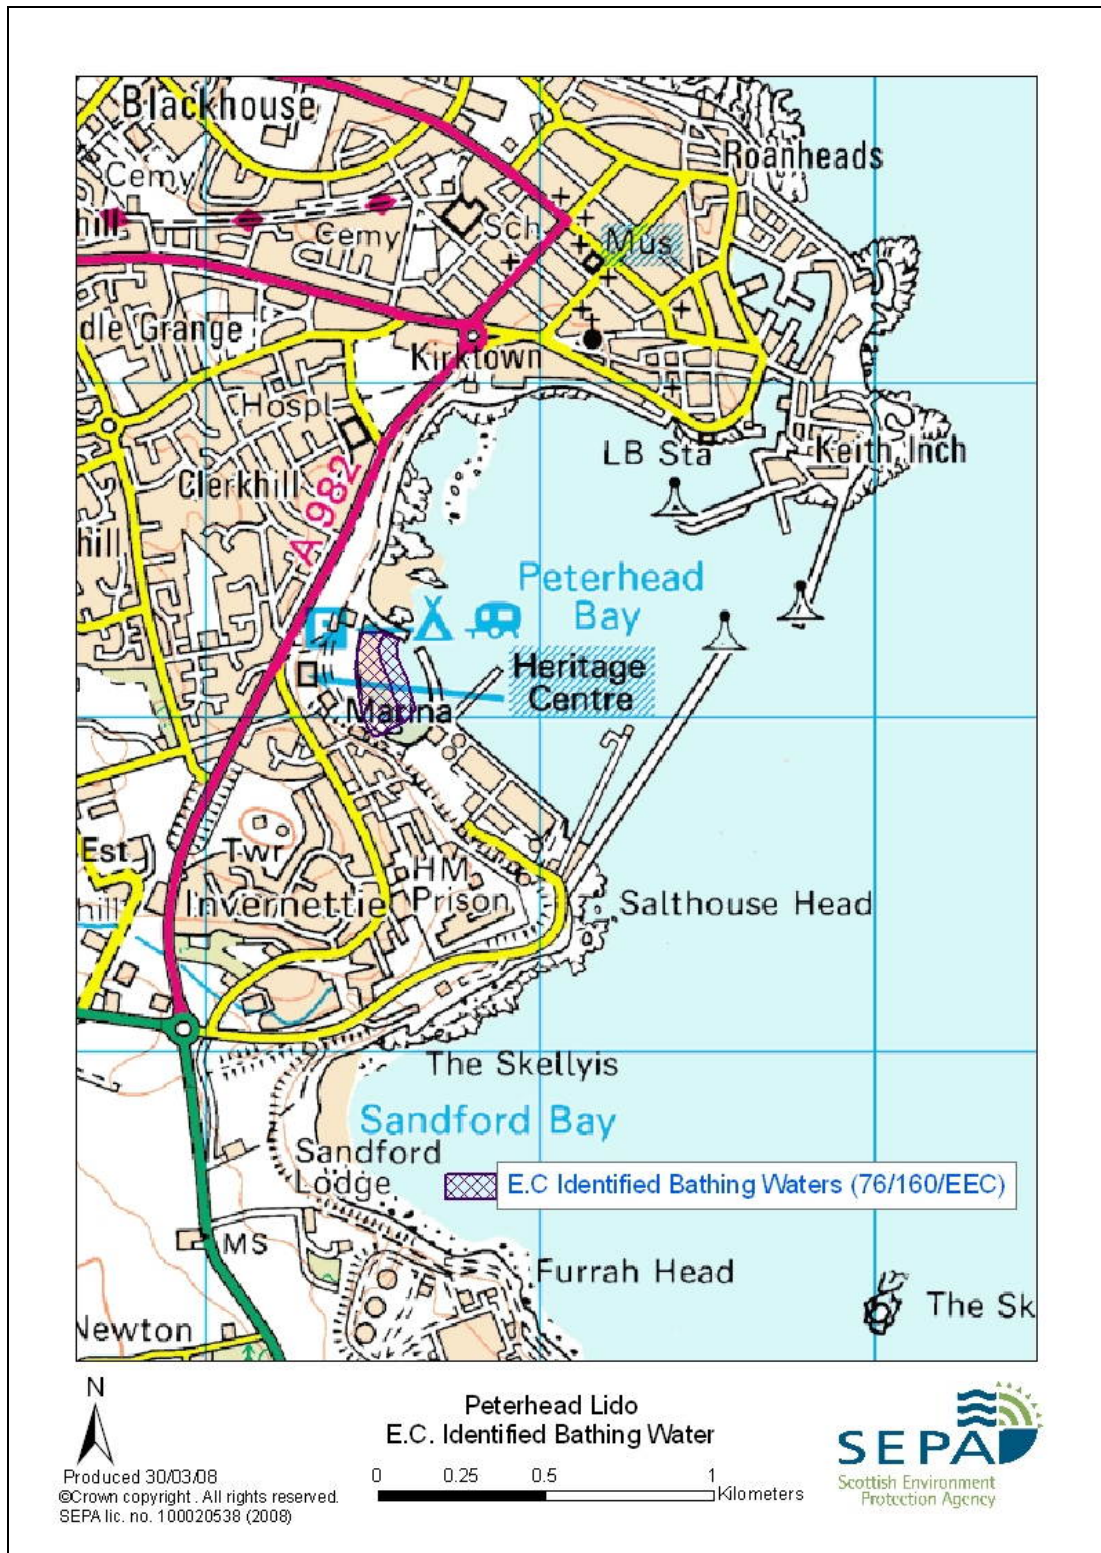 Blackhouse
Roanheads
Cemy
hill
Cemy
Sch
Mus
dle Grange
Kirktown
Hospl
LB Sta
Keith Inch
Clerkhill
A 982
hill
Peterhead
Bay
P
Heritage
Centre
Marina
Est
Twr
HM
Prison
hill
Invernettie
Salthouse Head
The Skellyis
Sandford Bay
Sandford
Lodge
E.C Identified Bathing Waters (76/160/EEC)
MS
Furrah Head
The Sk
Newton
N
Peterhead Lido
E.C. Identified Bathing Water
0 0.25 0.5 1
Kilometers
Produced 30/03/08
©Crown copyright . All rights reserved.
SEPA lic. no. 100020538 (2008)
SEPA
Scottish Environment
Protection Agency